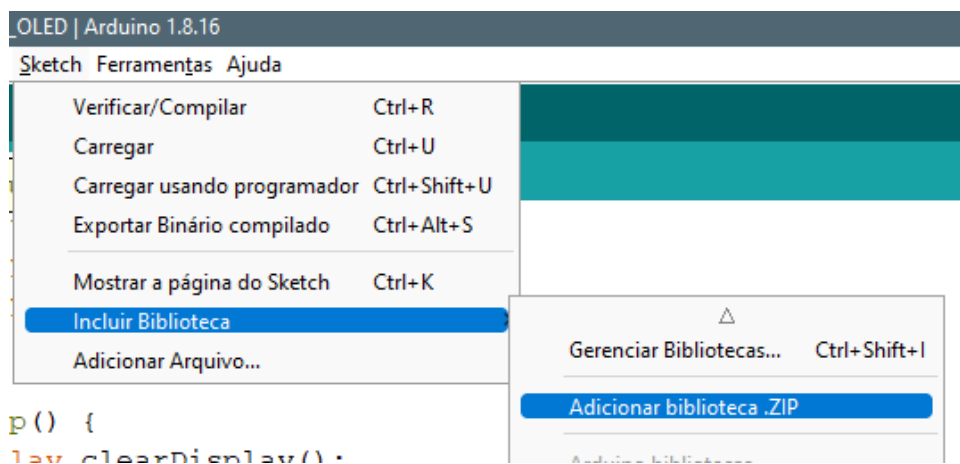 _OLED | Arduino 1.8.16
Sketch Ferramentas Ajuda
Verificar/Compilar Ctrl+R
Carregar Ctrl+U
Carregar usando programador Ctrl+Shift+U
Exportar Binário compilado Ctrl+Alt+S
Mostrar a página do Sketch Ctrl+K
Incluir Biblioteca
Adicionar Arquivo...
Gerenciar Bibliotecas... Ctrl+Shift+I
Adicionar biblioteca .ZIP
Arduino bibliotecas
p() {
lay.clearDisplay();